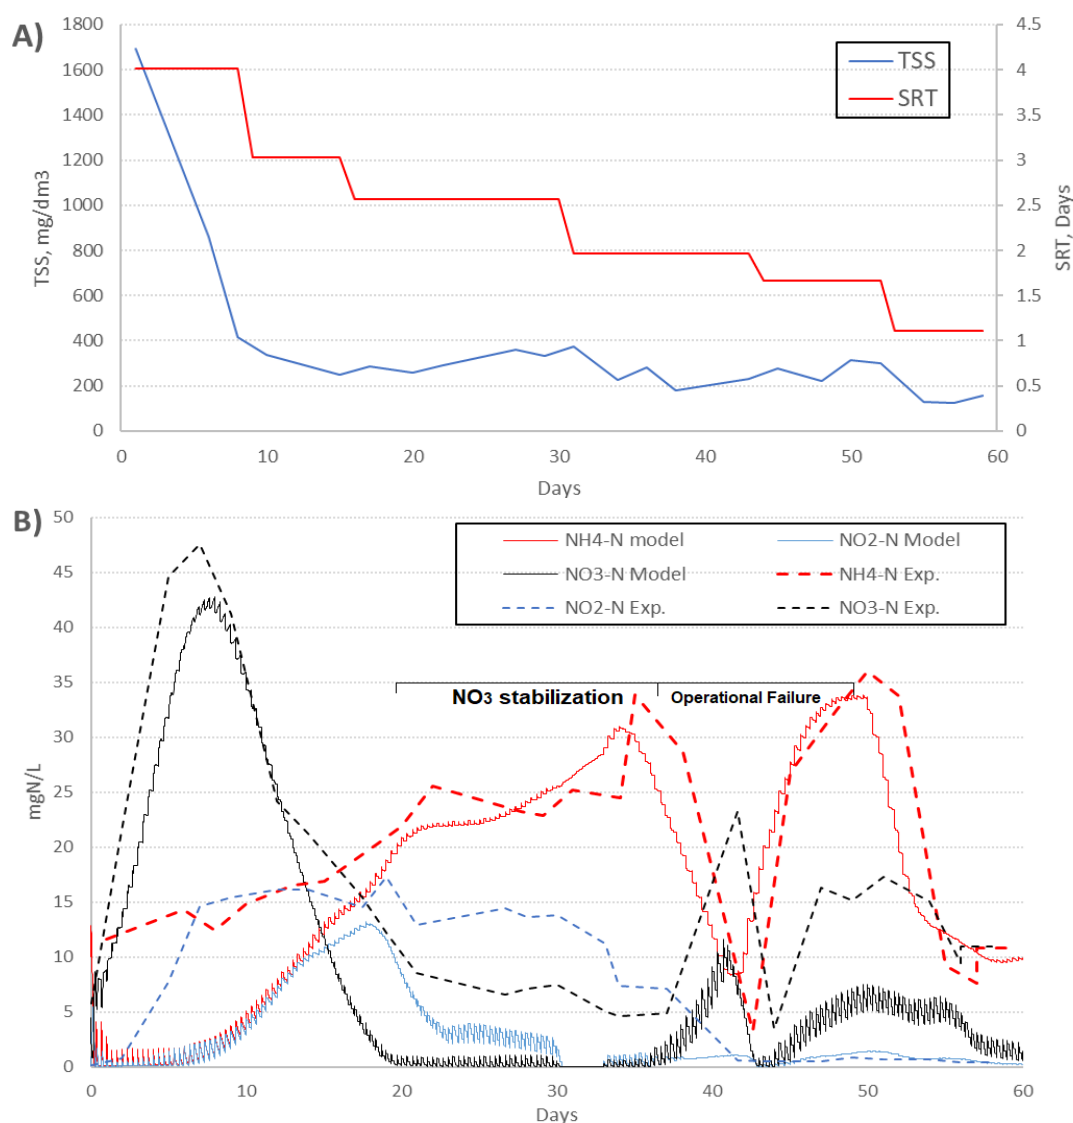 A)
1800
1600
1400
1200
1000
800
600
400
200
0
TSS, mg/dm3
4.5
4
3.5
3
2.5
2
1.5
1
0.5
0
SRT, Days
TSS
SRT
0 10 20 30 40 50 60
Days
B)
50
45
40
35
30
25
20
15
10
5
0
mgN/L
NH4-N model NO2-N Model
NO3-N Model NH4-N Exp.
NO2-N Exp. NO3-N Exp.
NO3 stabilization Operational Failure
0 10 20 30 40 50 60
Days